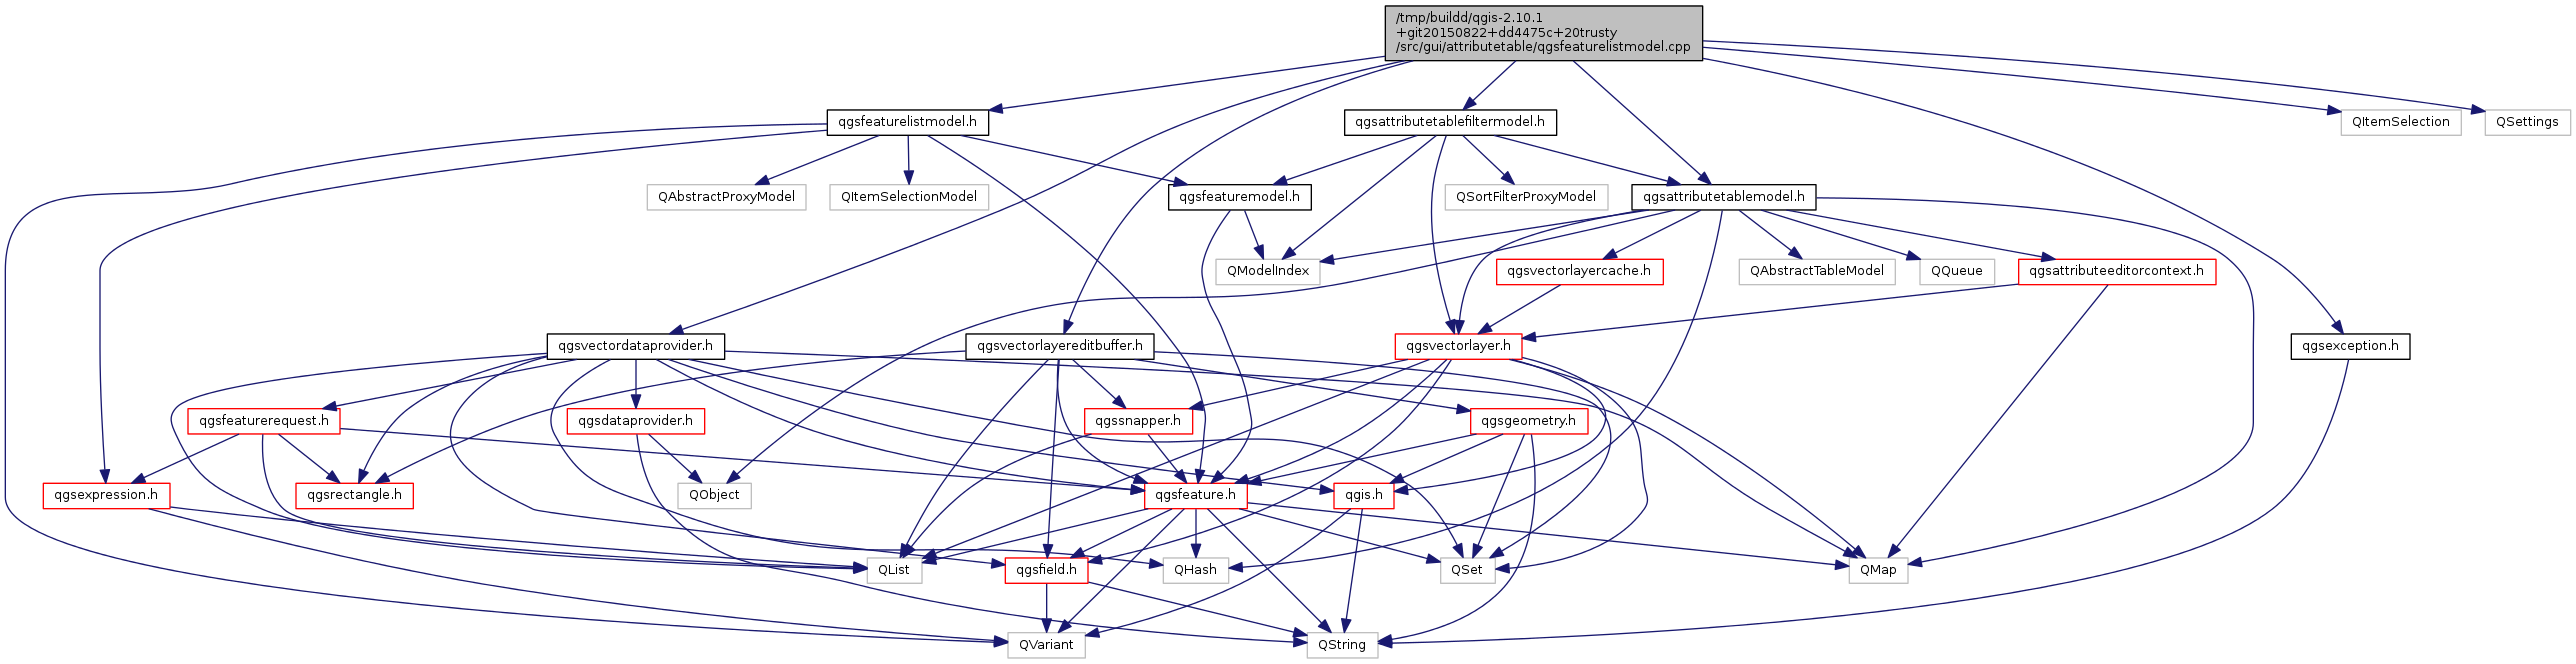 /tmp/buildd/qgis-2.10.1
+git20150822+dd4475c+20trusty
/src/gui/attributetable/qgsfeaturelistmodel.cpp
qgsfeaturelistmodel.h
qgsattributetablefiltermodel.h
QItemSelection
QSettings
QAbstractProxyModel
QItemSelectionModel
qgsfeaturemodel.h
QSortFilterProxyModel
qgsattributetablemodel.h
QModelIndex
qgsvectorlayercache.h
QAbstractTableModel
QQueue
qgsattributeeditorcontext.h
qgsvectordataprovider.h
qgsvectorlayereditbuffer.h
qgsvectorlayer.h
qgsexception.h
qgsfeaturerequest.h
qgsdataprovider.h
qgssnapper.h
qgsgeometry.h
qgsexpression.h
qgsrectangle.h
QObject
qgsfeature.h
qgis.h
QList
qgsfield.h
QHash
QSet
QMap
QVariant
QString